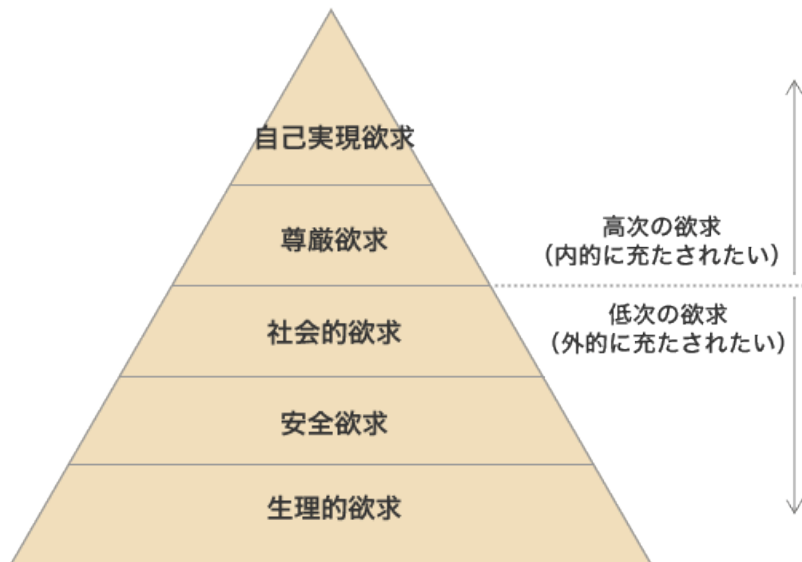 自己実現欲求
尊厳欲求
高次の欲求
（内的に充たされたい）
社会的欲求
低次の欲求
（外的に充たされたい）
安全欲求
生理的欲求